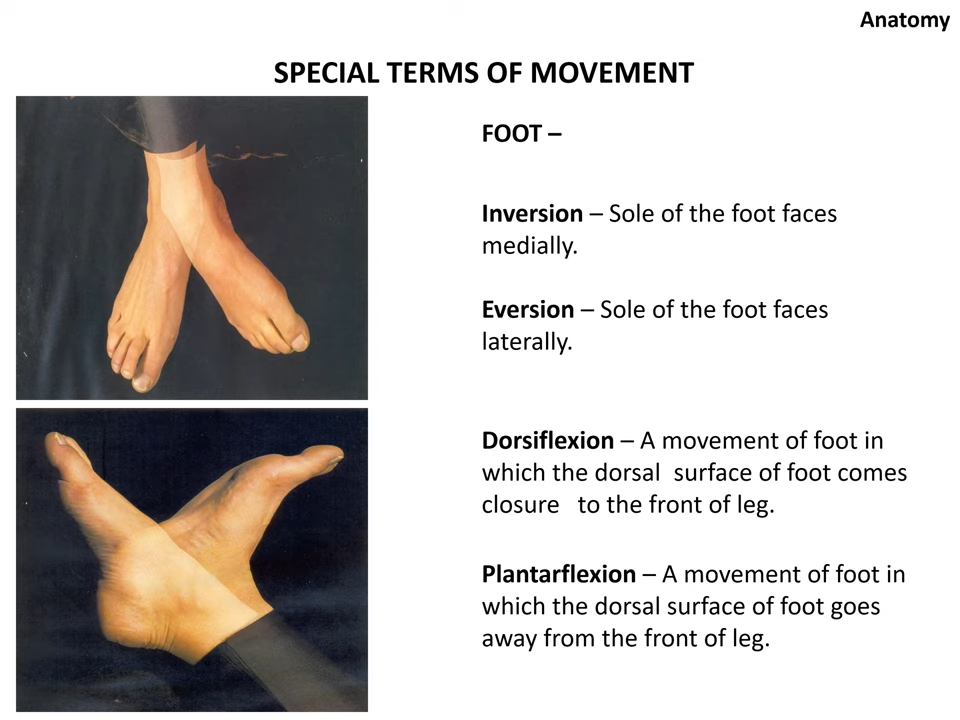 Anatomy
SPECIAL TERMS OF MOVEMENT
FOOT –
Inversion – Sole of the foot faces
medially.
Eversion – Sole of the foot faces
laterally.
Dorsiflexion – A movement of foot in
which the dorsal  surface of foot comes
closure   to the front of leg.
Plantarflexion – A movement of foot in
which the dorsal surface of foot goes
away from the front of leg.